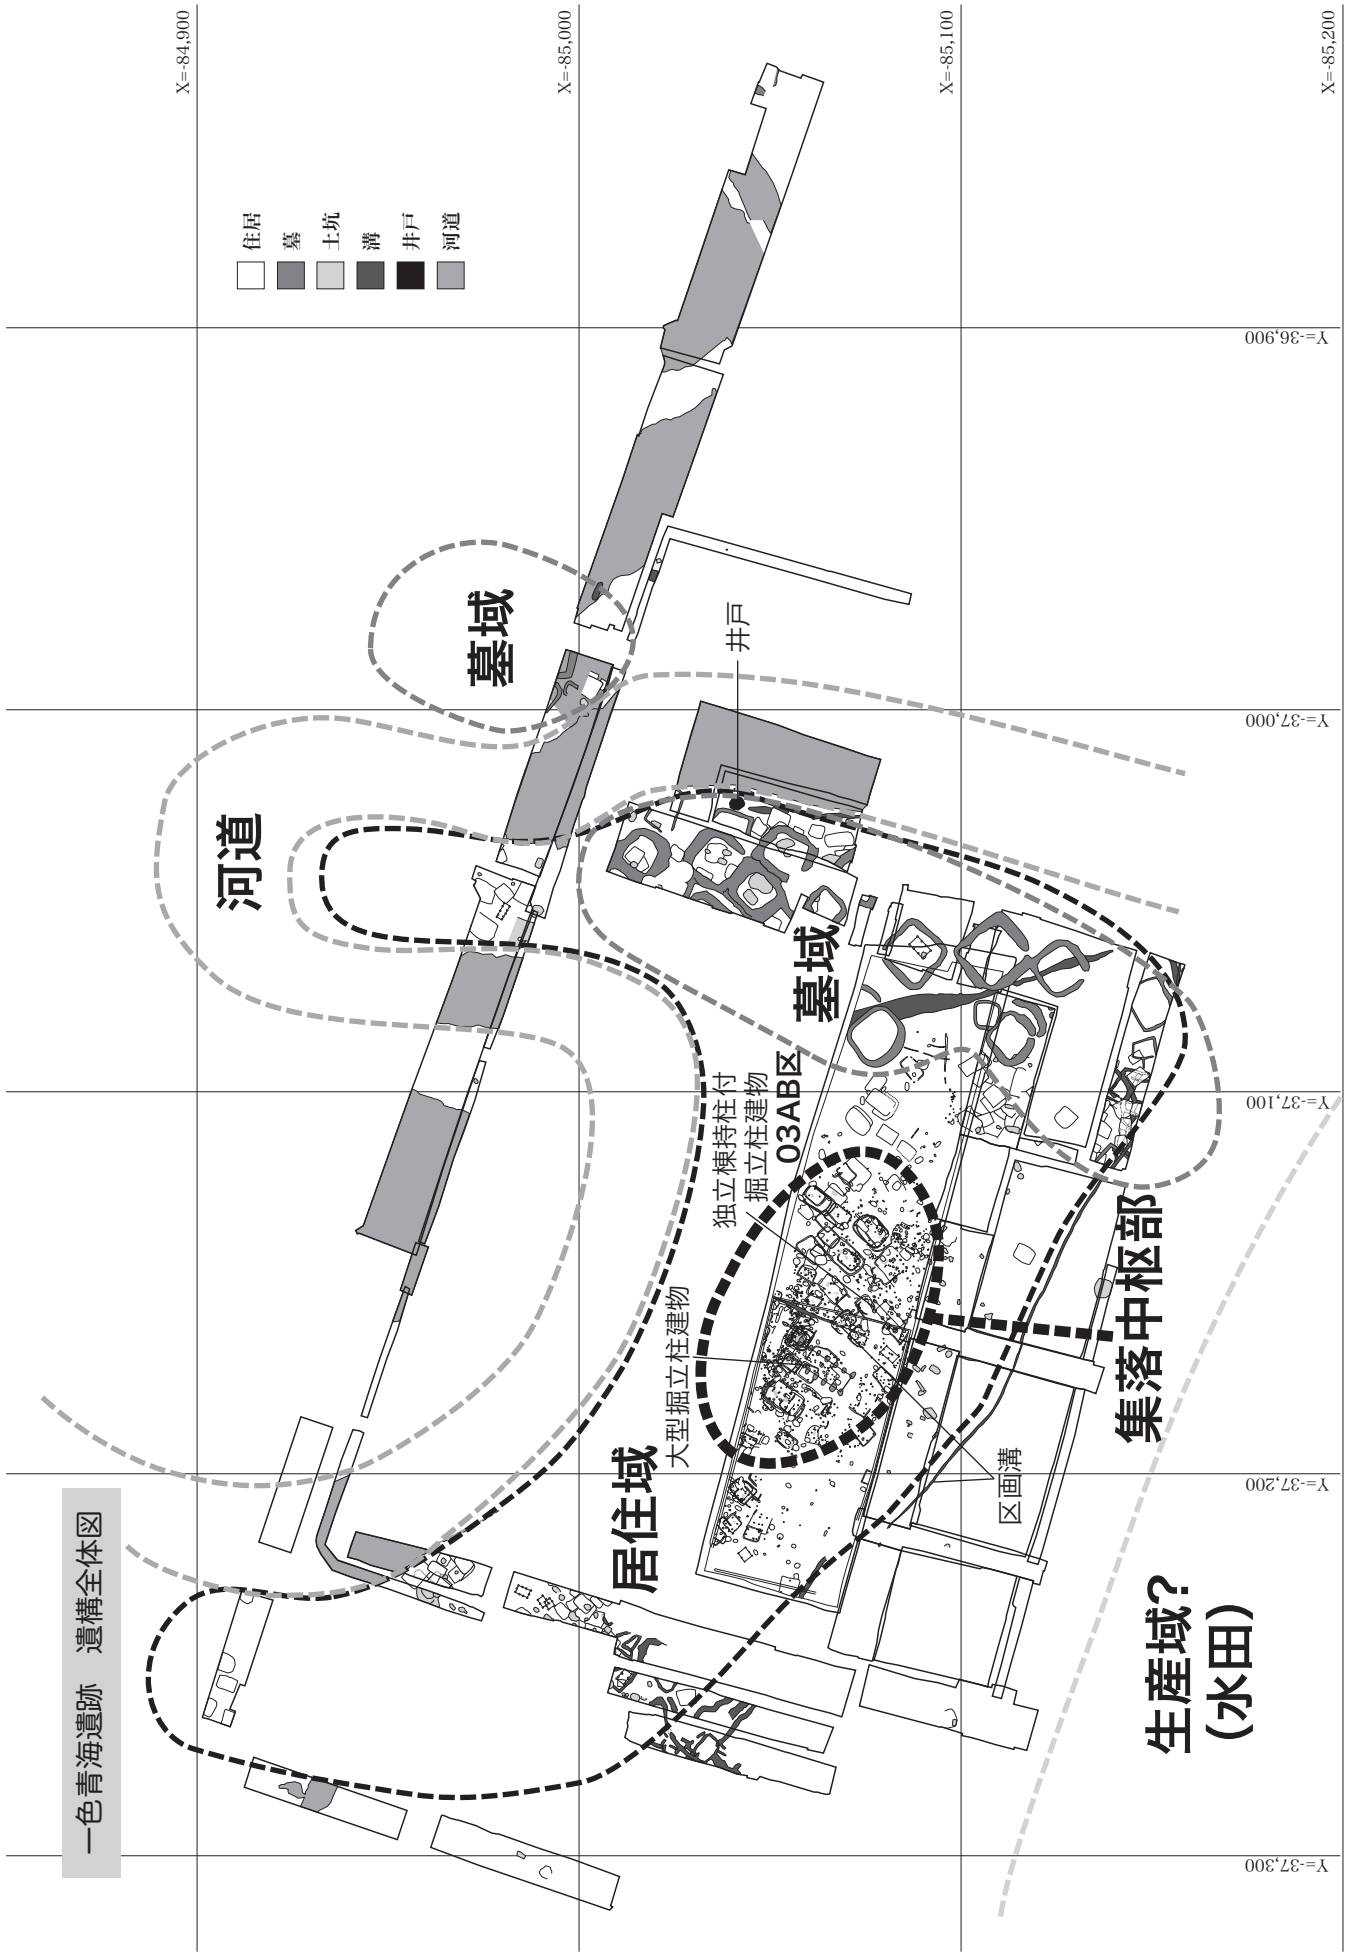 一色青海遺跡　遺構全体図
住居
墓
土坑
溝
井戸
河道
X=-84,900
X=-85,000
X=-85,100
X=-85,200
Y=-36,900
Y=-37,000
Y=-37,100
Y=-37,200
Y=-37,300
河道
墓域
井戸
墓域
03AB区
独立棟持柱付
掘立柱建物
大型掘立柱建物
居住域
区画溝
集落中枢部
生産域?
(水田)